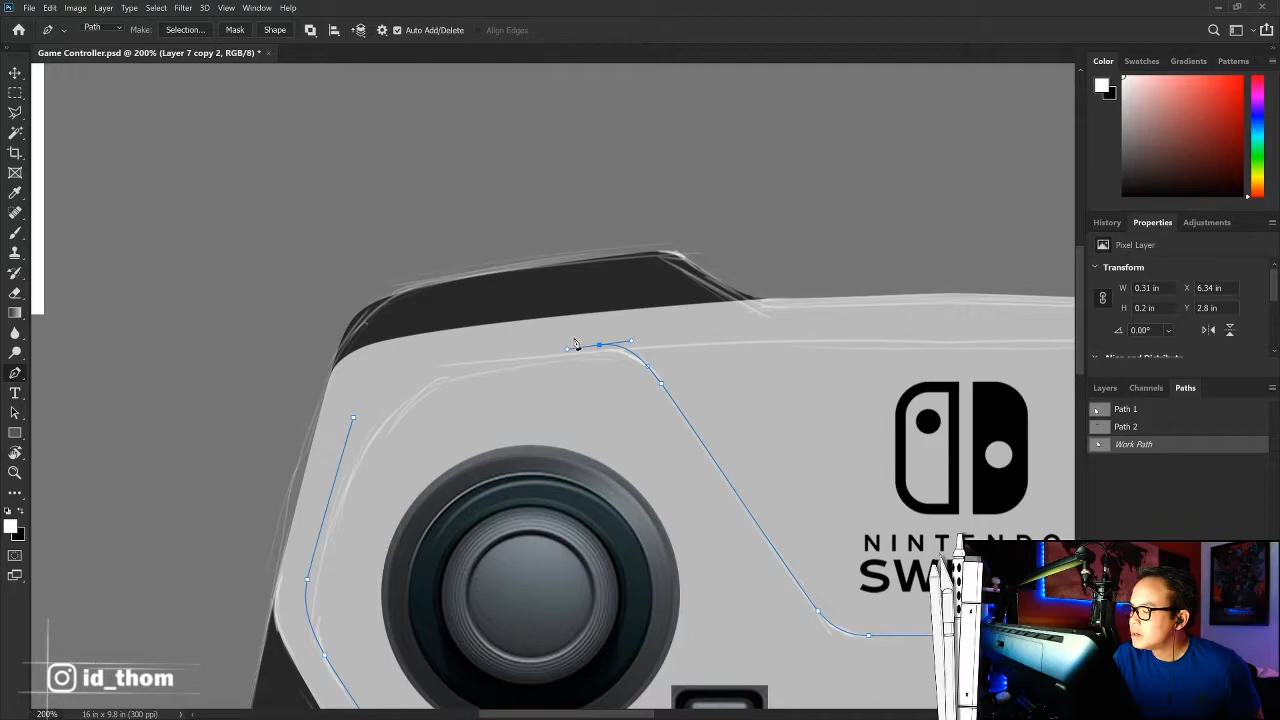 File Edit Image Layer Type Select Filter 3D View Window Help
Path Make: Selection... Mask Shape Auto Add/Delete Align Edges
Game Controller.psd @ 200% (Layer 7 copy 2, RGB/8) * ×
Color Swatches Gradients Patterns
History Properties Adjustments
Pixel Layer
Transform
W 0.31 in X 6.34 in
H 0.2 in Y 2.8 in
0.00°
Layers Channels Paths
Path 1
Path 2
Work Path
NINTENDO
SW
id_thom
200% 16 in x 9.8 in (300 ppi)